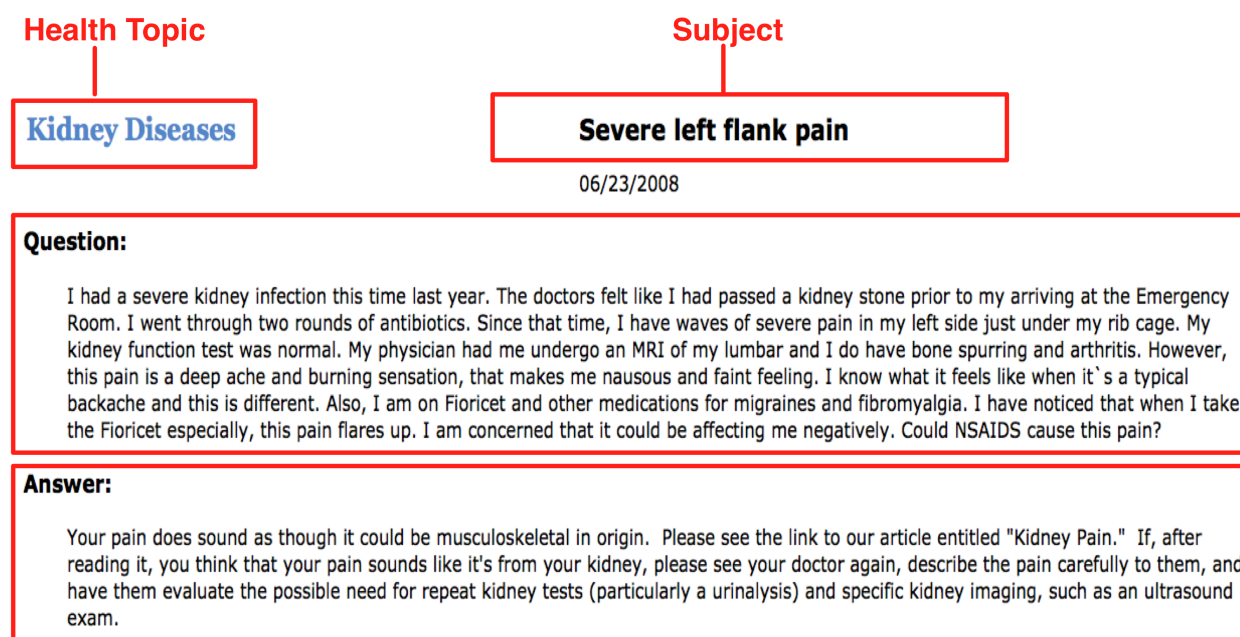 Health Topic
Subject
Kidney Diseases
Severe left flank pain
06/23/2008
Question:
I had a severe kidney infection this time last year. The doctors felt like I had passed a kidney stone prior to my arriving at the Emergency
Room. I went through two rounds of antibiotics. Since that time, I have waves of severe pain in my left side just under my rib cage. My
kidney function test was normal. My physician had me undergo an MRI of my lumbar and I do have bone spurring and arthritis. However,
this pain is a deep ache and burning sensation, that makes me nausous and faint feeling. I know what it feels like when it`s a typical
backache and this is different. Also, I am on Fioricet and other medications for migraines and fibromyalgia. I have noticed that when I take
the Fioricet especially, this pain flares up. I am concerned that it could be affecting me negatively. Could NSAIDS cause this pain?
Answer:
Your pain does sound as though it could be musculoskeletal in origin.  Please see the link to our article entitled "Kidney Pain."  If, after
reading it, you think that your pain sounds like it's from your kidney, please see your doctor again, describe the pain carefully to them, and
have them evaluate the possible need for repeat kidney tests (particularly a urinalysis) and specific kidney imaging, such as an ultrasound
exam.